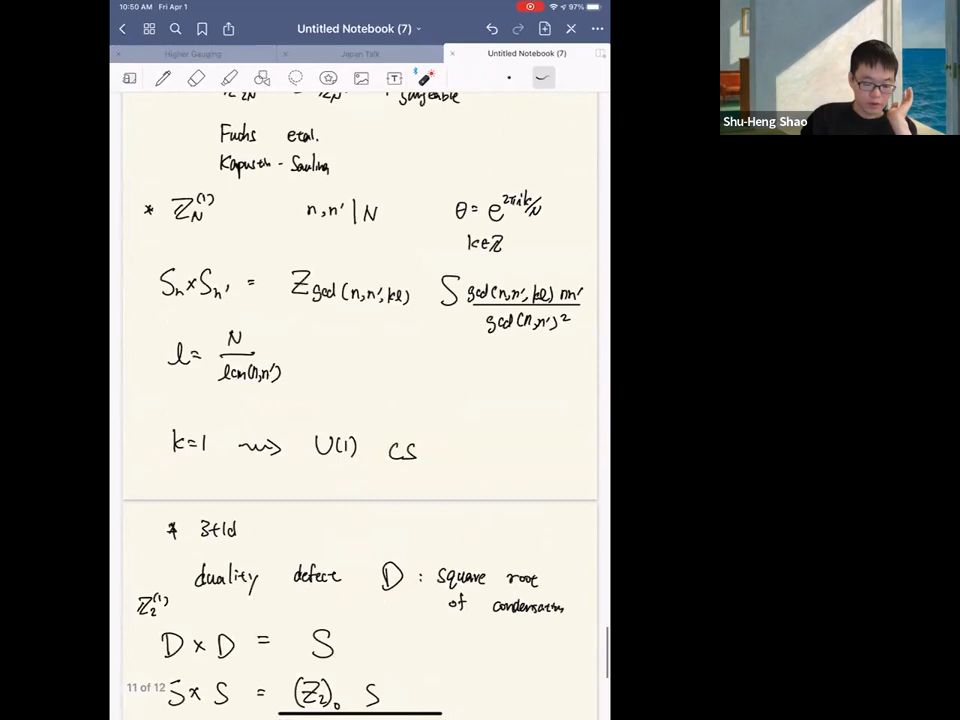 10:50 AM Fri Apr 1
97%
Untitled Notebook (7)
Higher Gauging
Japan Talk
Untitled Notebook (7)
Shu-Heng Shao
gaugeable
Fuchs etal.
Kapustin - Saulina
* Z_N^(1) n, n' | N θ = e^{2πik/N}
k∈Z
S_n × S_n' = Z_gcd(n,n',kl) S_{gcd(n,n',kl) nn' / gcd(n,n')^2}
l = N / lcm(n,n')
k=1 ⇝ U(1) CS
* 3+1d
duality defect D : square root
Z_2^(1) of condensation
D × D = S
11 of 12
S × S = (Z_2)_0 S